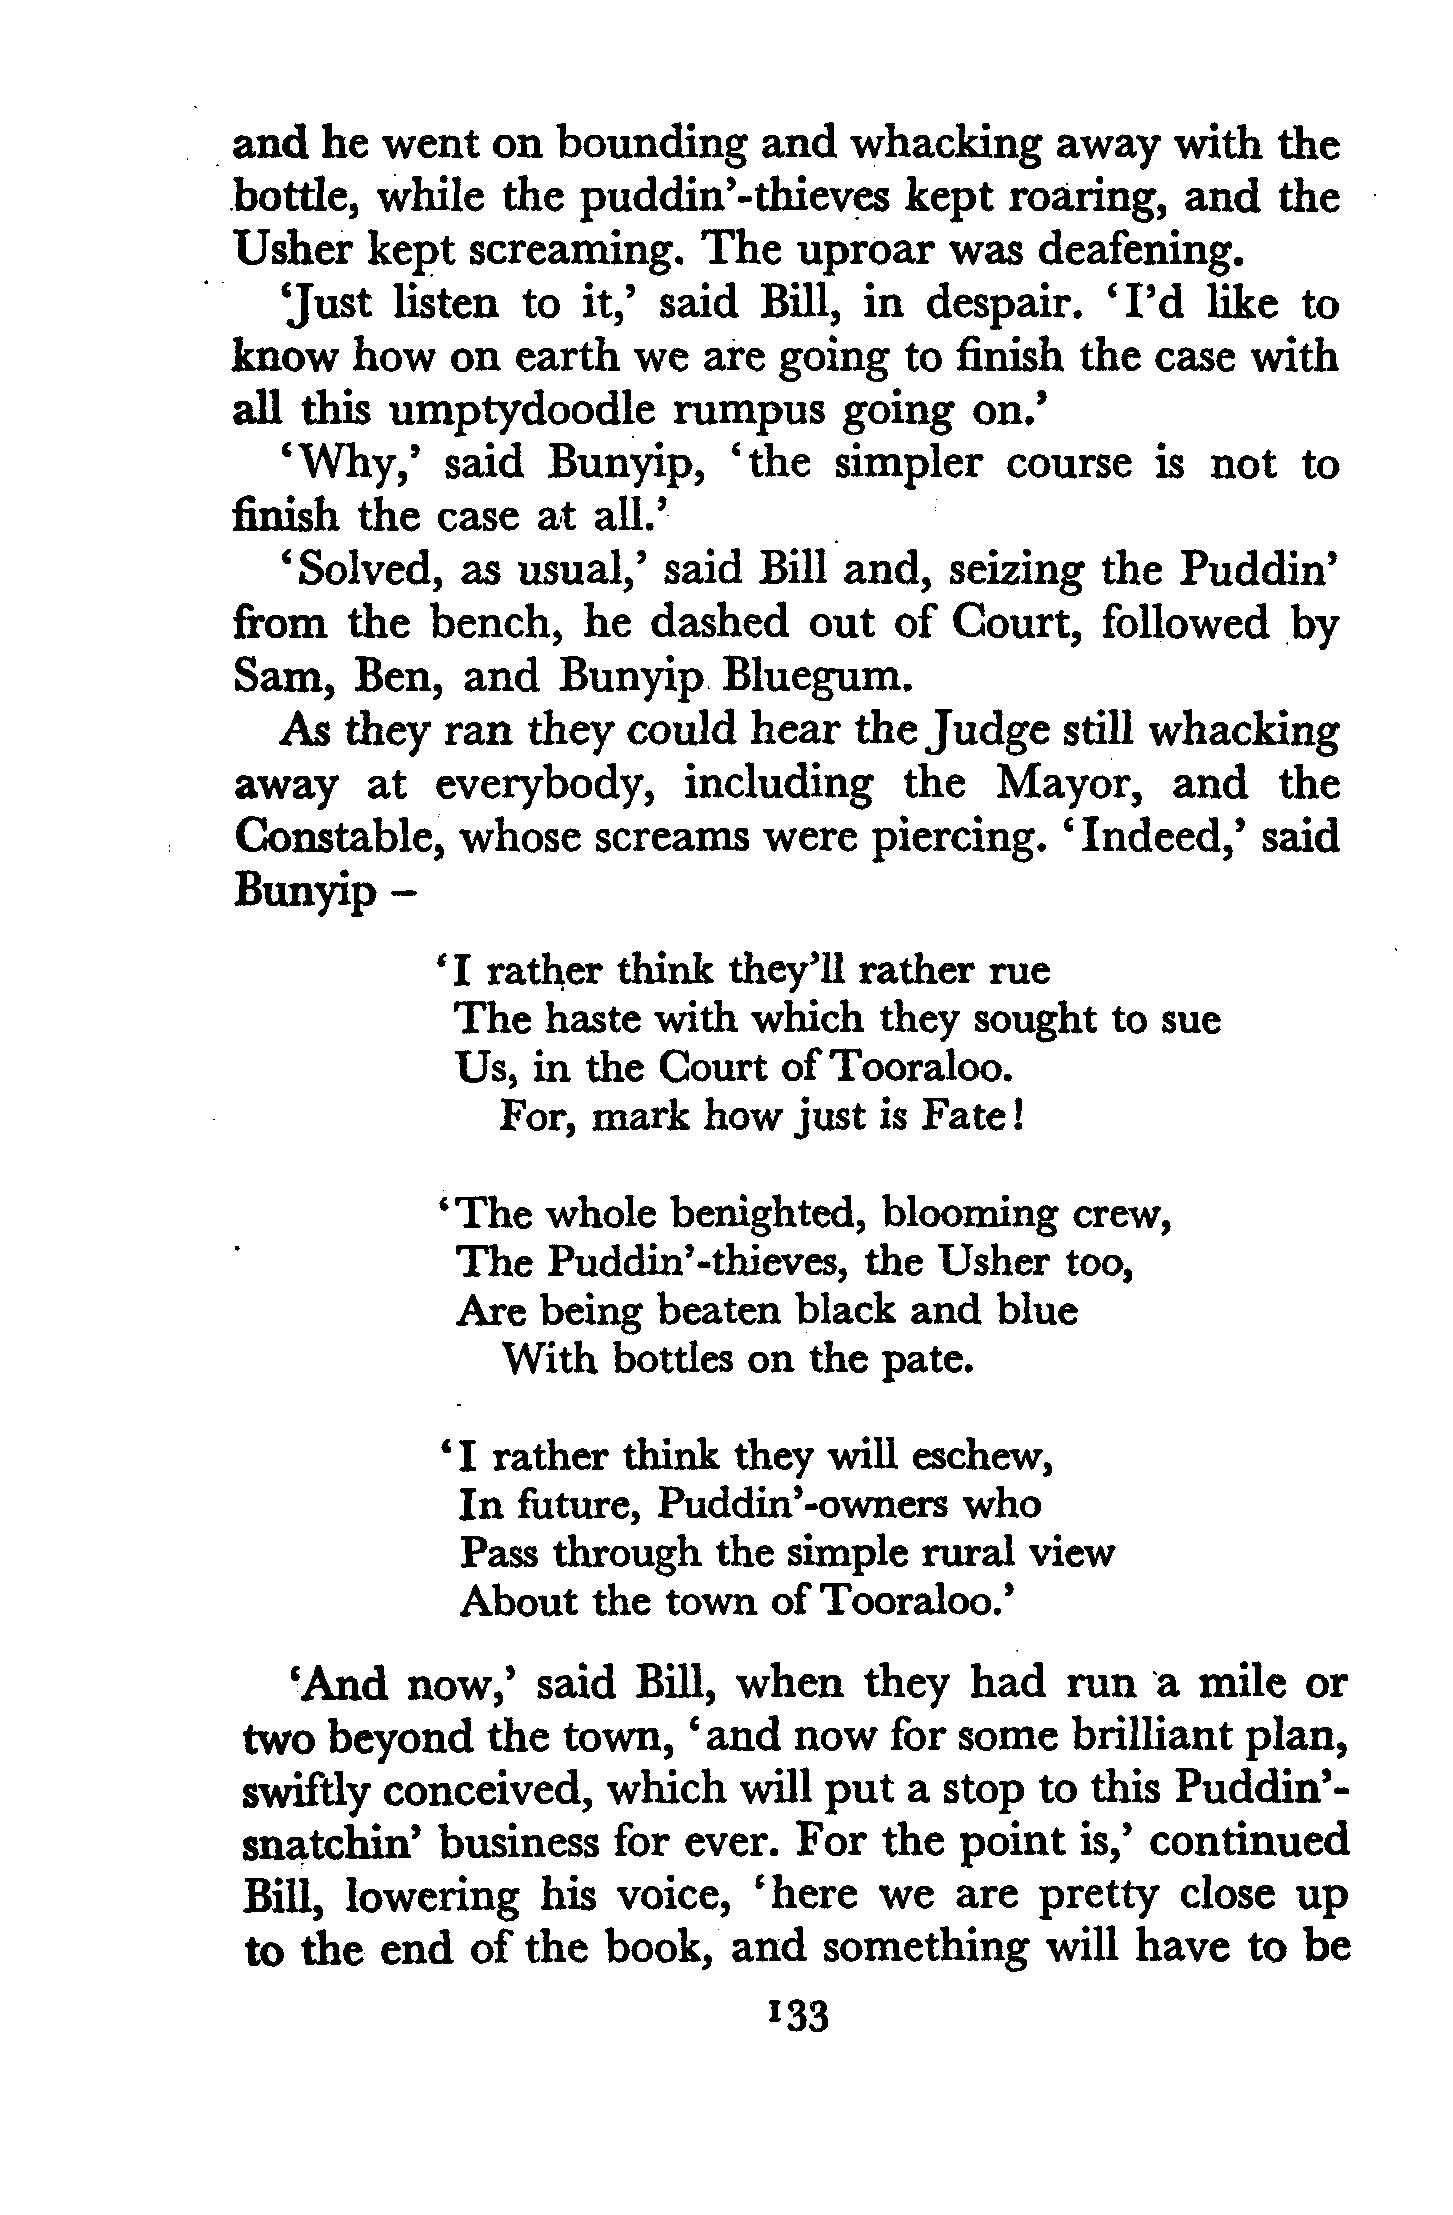 and he went on bounding and whacking away with the
bottle, while the puddin’-thieves kept roaring, and the
Usher kept screaming. The uproar was deafening.
‘Just listen to it,’ said Bill, in despair. ‘I’d like to
know how on earth we are going to finish the case with
all this umptydoodle rumpus going on.’
‘Why,’ said Bunyip, ‘the simpler course is not to
finish the case at all.’
‘Solved, as usual,’ said Bill and, seizing the Puddin’
from the bench, he dashed out of Court, followed by
Sam, Ben, and Bunyip Bluegum.
As they ran they could hear the Judge still whacking
away at everybody, including the Mayor, and the
Constable, whose screams were piercing. ‘Indeed,’ said
Bunyip –
‘I rather think they’ll rather rue
The haste with which they sought to sue
Us, in the Court of Tooraloo.
For, mark how just is Fate!
‘The whole benighted, blooming crew,
The Puddin’-thieves, the Usher too,
Are being beaten black and blue
With bottles on the pate.
‘I rather think they will eschew,
In future, Puddin’-owners who
Pass through the simple rural view
About the town of Tooraloo.’
‘And now,’ said Bill, when they had run a mile or
two beyond the town, ‘and now for some brilliant plan,
swiftly conceived, which will put a stop to this Puddin’-
snatchin’ business for ever. For the point is,’ continued
Bill, lowering his voice, ‘here we are pretty close up
to the end of the book, and something will have to be
133